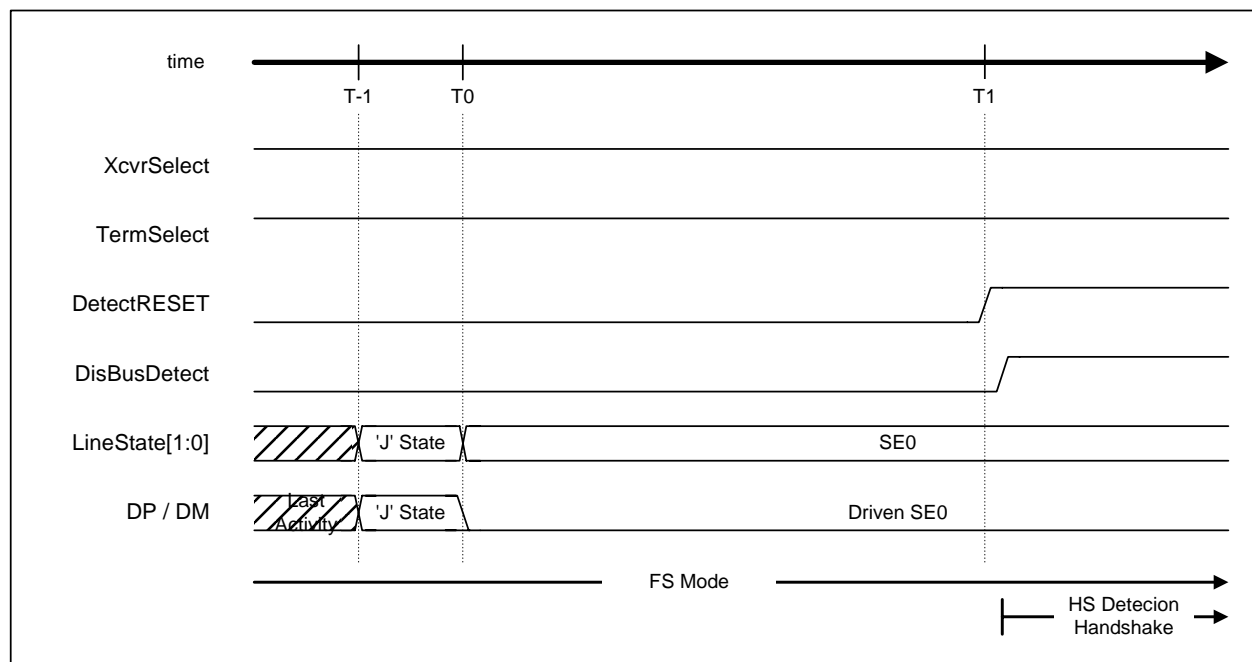 time
T-1
T0
T1
XcvrSelect
TermSelect
DetectRESET
DisBusDetect
LineState[1:0]
'J' State
SE0
DP / DM
Last
Activity
'J' State
Driven SE0
FS Mode
HS Detecion
Handshake